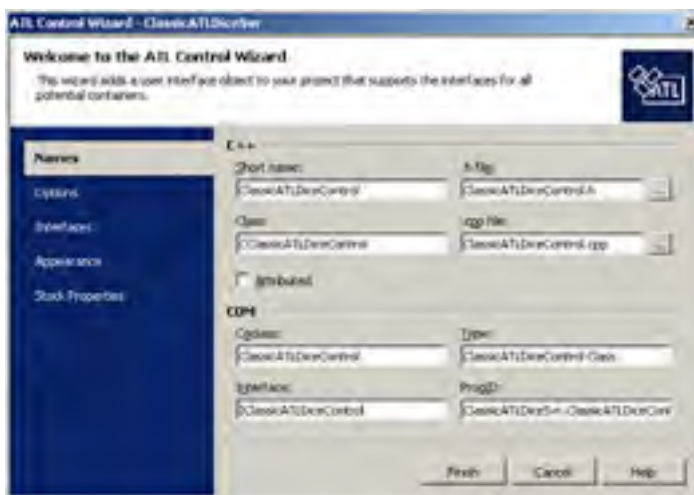 ATL Control Wizard - ClassicATLDiceSvr
Welcome to the ATL Control Wizard
This wizard adds a user interface object to your project that supports the interfaces for all
potential containers.
ATL
Names
Options
Interfaces
Appearance
Stock Properties
C++
Short name:
.h file:
ClassicATLDiceControl
ClassicATLDiceControl.h
...
Class:
.cpp file:
CClassicATLDiceControl
ClassicATLDiceControl.cpp
...
Attributed
COM
Coclass:
Type:
ClassicATLDiceControl
ClassicATLDiceControl Class
Interface:
ProgID:
IClassicATLDiceControl
ClassicATLDiceSvr.ClassicATLDiceCont
Finish
Cancel
Help